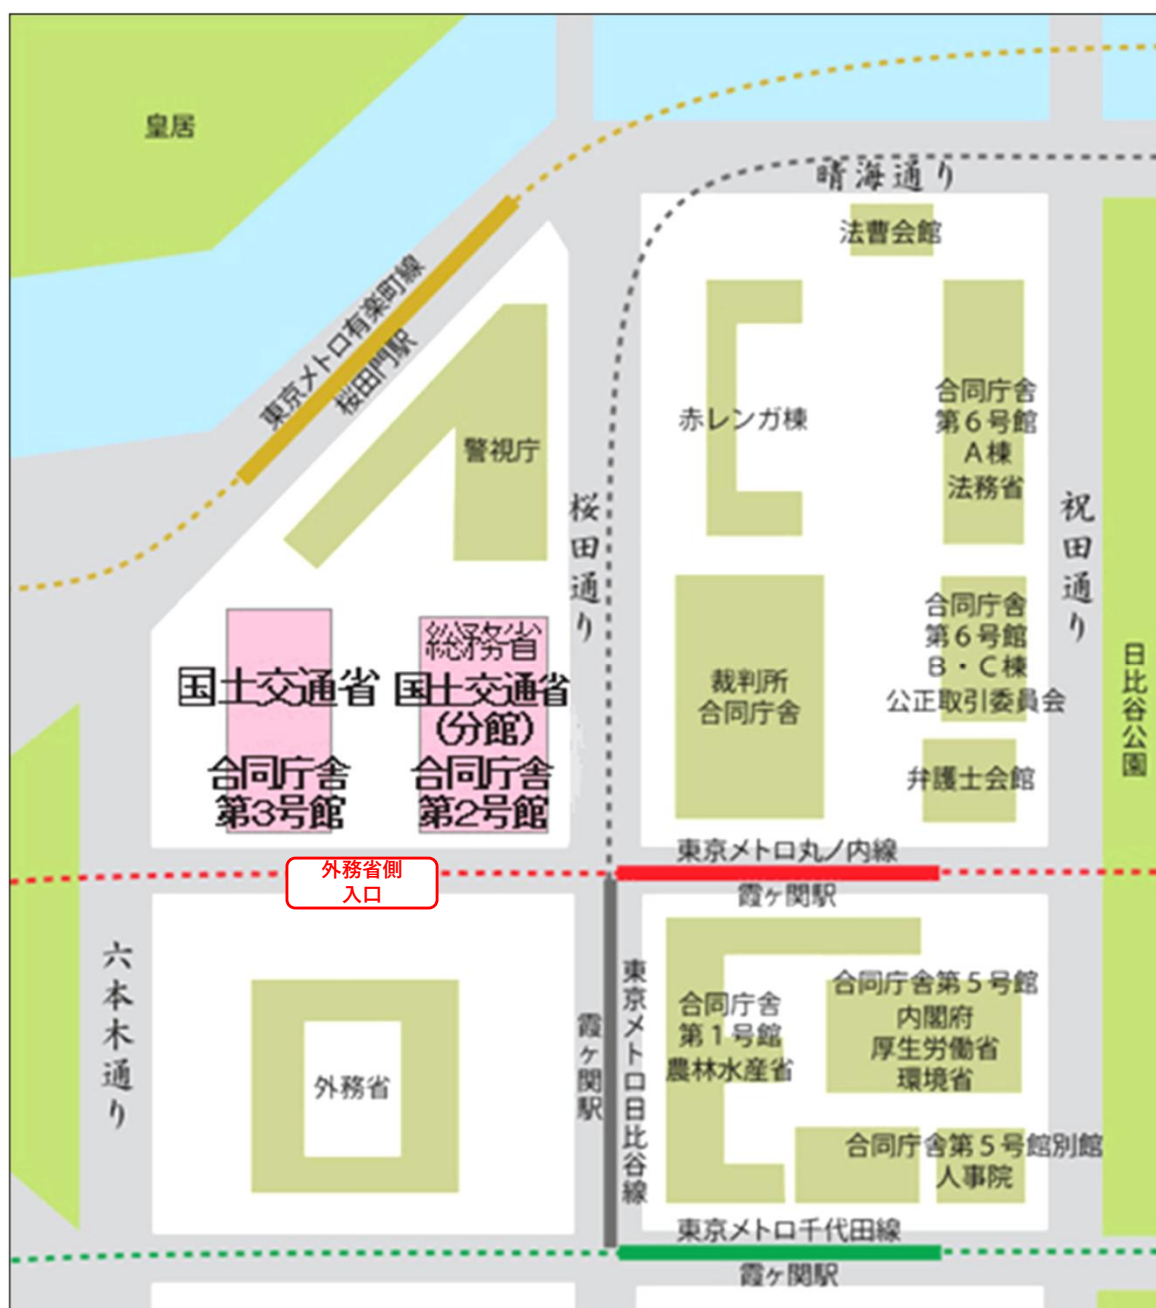 皇居
晴海通り
法曹会館
東京メトロ有楽町線
桜田門駅
警視庁
赤レンガ棟
合同庁舎
第6号館
A棟
法務省
桜田通り
祝田通り
合同庁舎
第6号館
B・C棟
公正取引委員会
総務省
国土交通省
(分館)
合同庁舎
第2号館
国土交通省
合同庁舎
第3号館
裁判所
合同庁舎
弁護士会館
日比谷公園
東京メトロ丸ノ内線
霞ヶ関駅
外務省側
入口
六本木通り
外務省
霞ヶ関駅
東京メトロ日比谷線
合同庁舎
第1号館
農林水産省
合同庁舎第5号館
内閣府
厚生労働省
環境省
合同庁舎第5号館別館
人事院
東京メトロ千代田線
霞ヶ関駅